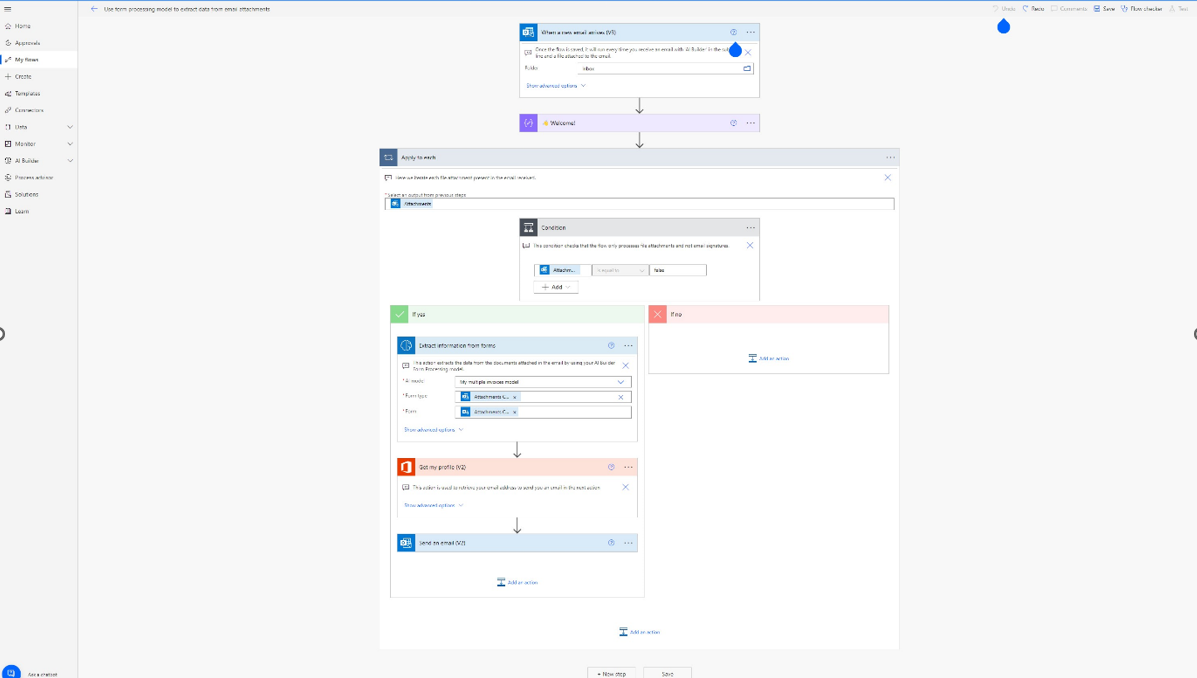 Use form processing model to extract data from email attachments
Undo
Redo
Comments
Save
Flow checker
Test
Home
Approvals
My flows
Create
Templates
Connectors
Data
Monitor
AI Builder
Process advisor
Solutions
Learn
Ask a chatbot
When a new email arrives (V3)
Once the flow is saved, it will run every time you receive an email with AI Builder in the sub
line and a file attached to the email.
Folder
Inbox
Show advanced options
Welcome!
Apply to each
Here we iterate each file attachment present in the email received.
*Select an output from previous steps
Attachments
Condition
This condition checks that the flow only processes file attachments and not email signatures.
Attachm...
is equal to
false
Add
If yes
If no
Extract information from forms
This action extracts the data from the documents attached in the email by using your AI Builder
Form Processing model.
*AI model
My multiple invoices model
*Form type
Attachments C... ×
*Form
Attachments C... ×
Show advanced options
Add an action
Get my profile (V2)
This action is used to retrieve your email address to send you an email in the next action.
Show advanced options
Send an email (V2)
Add an action
Add an action
+ New step
Save